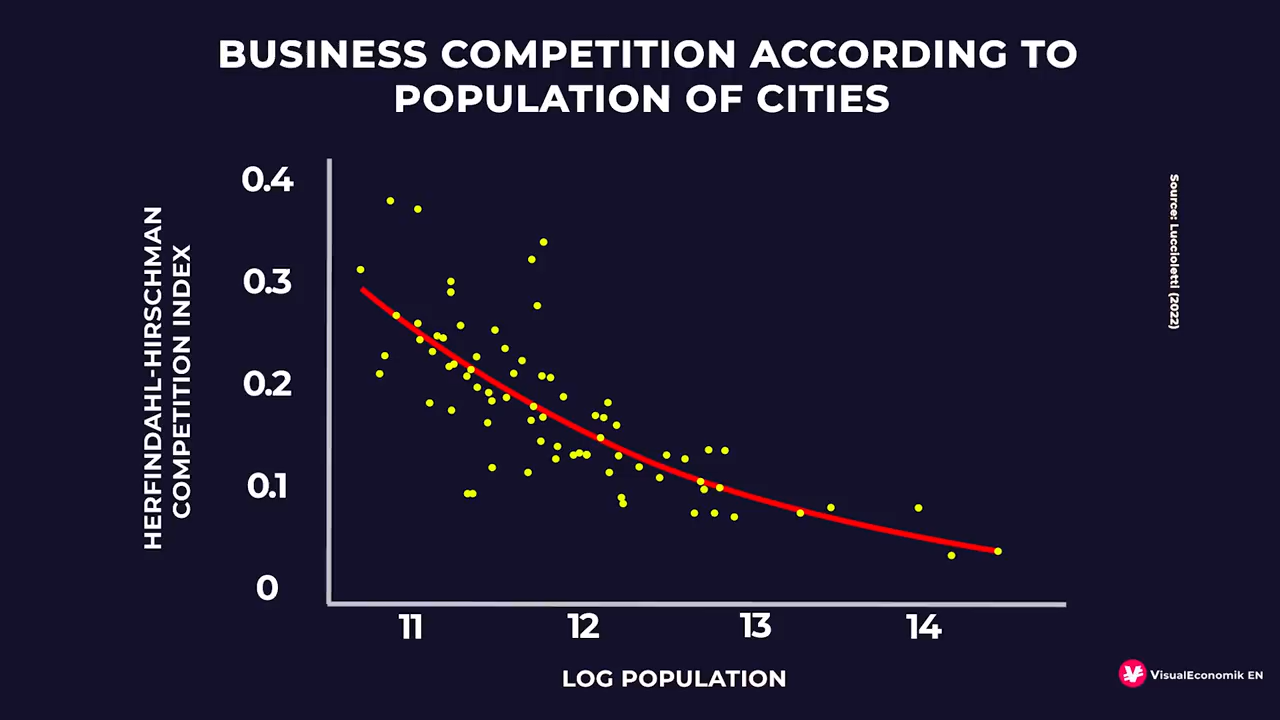 BUSINESS COMPETITION ACCORDING TO
POPULATION OF CITIES
HERFINDAHL-HIRSCHMAN
COMPETITION INDEX
0.4
0.3
0.2
0.1
0
11
12
13
14
LOG POPULATION
Source: Luccioletti (2022)
VisualEconomik EN